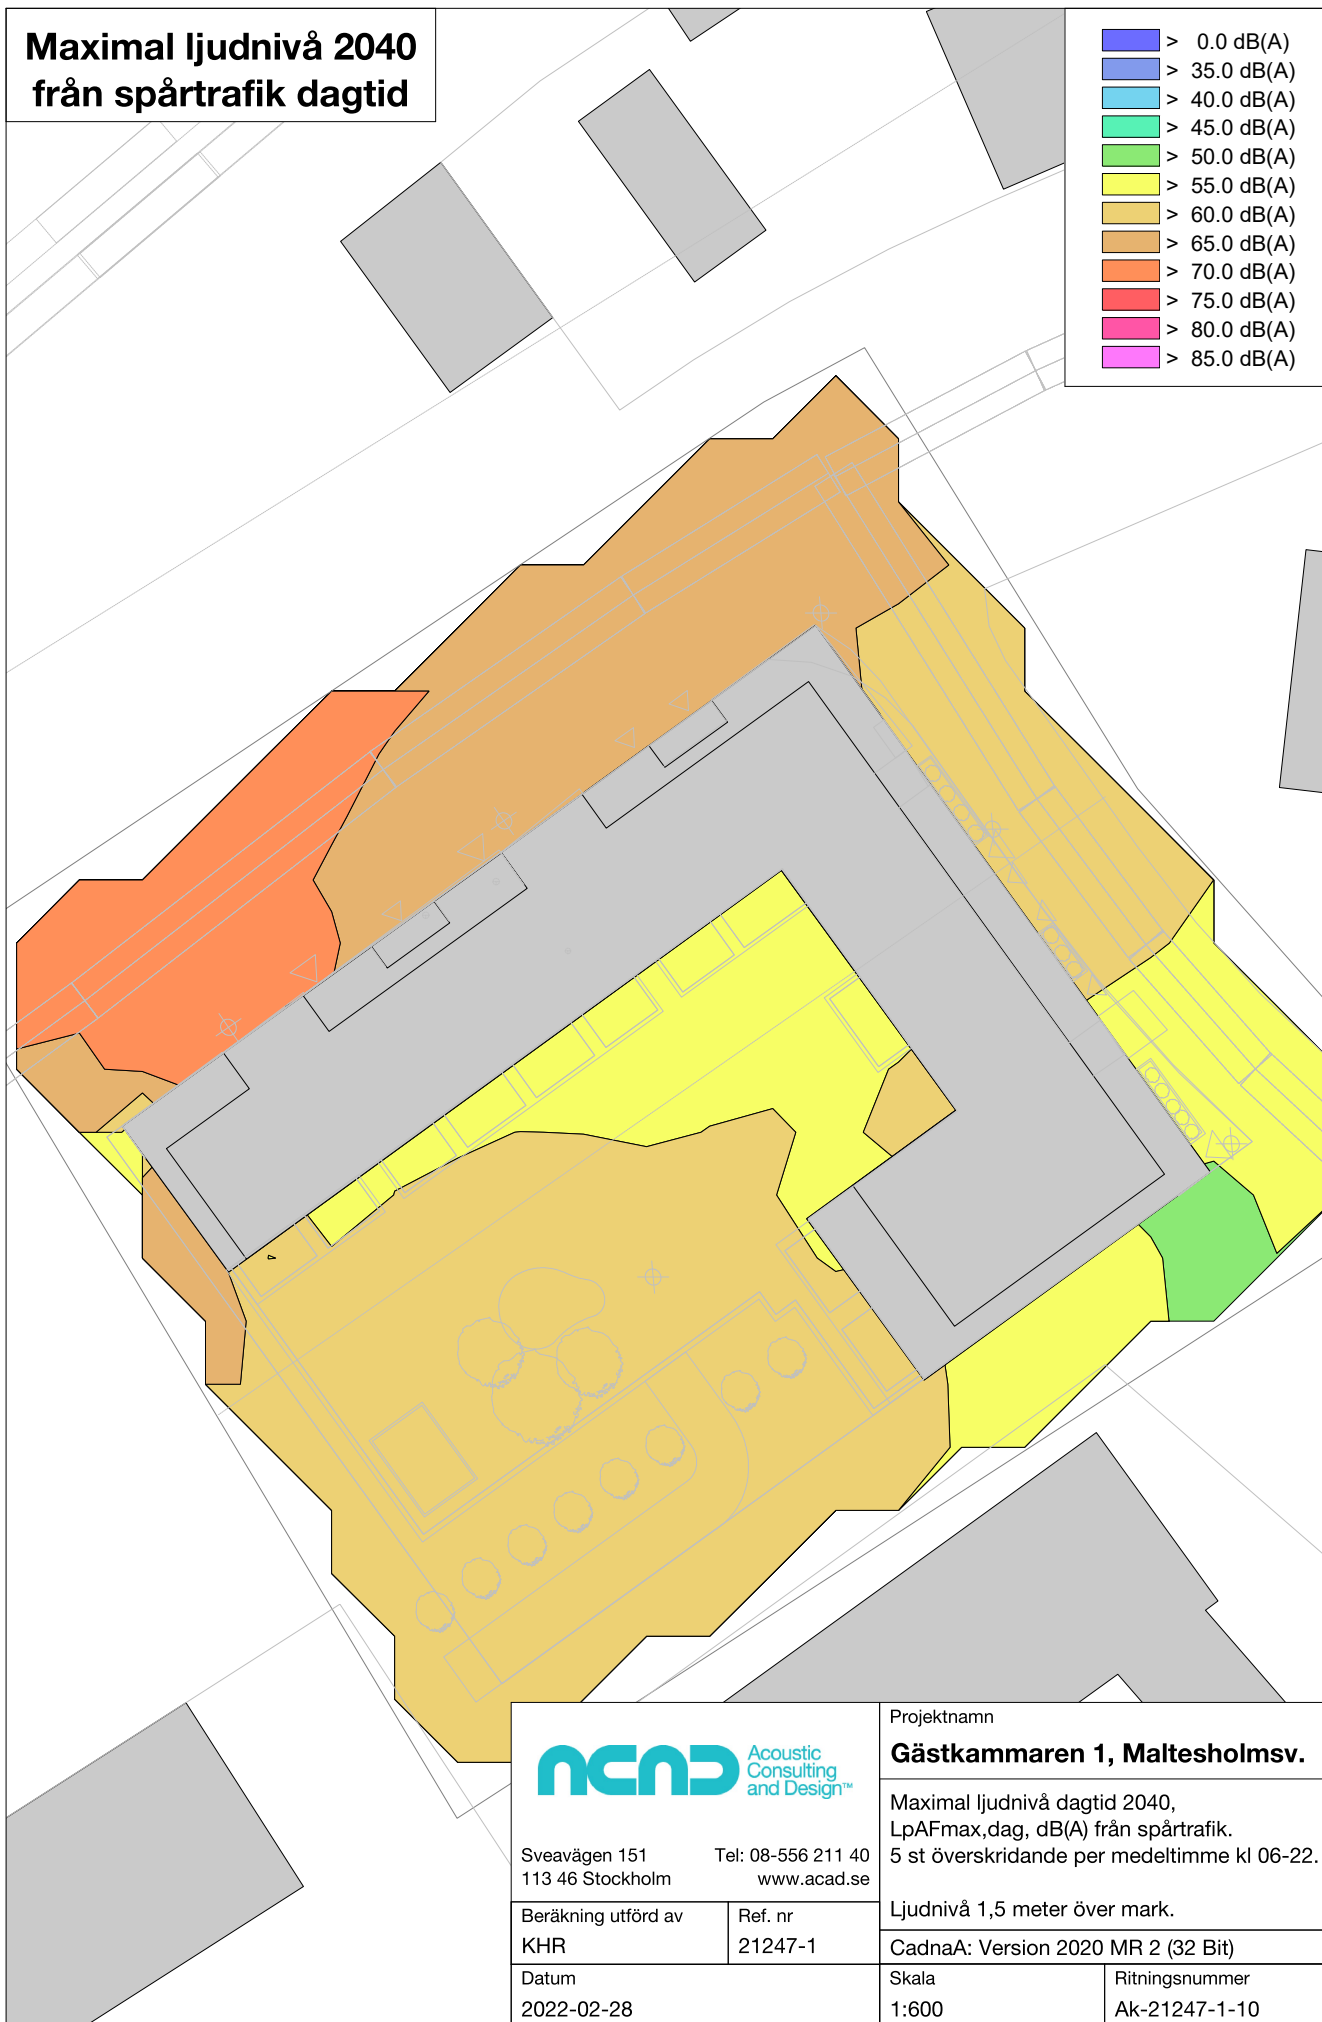 Maximal ljudnivå 2040
från spårtrafik dagtid
> 0.0 dB(A)
> 35.0 dB(A)
> 40.0 dB(A)
> 45.0 dB(A)
> 50.0 dB(A)
> 55.0 dB(A)
> 60.0 dB(A)
> 65.0 dB(A)
> 70.0 dB(A)
> 75.0 dB(A)
> 80.0 dB(A)
> 85.0 dB(A)
ACAD
Acoustic
Consulting
and Design™
Sveavägen 151 Tel: 08-556 211 40
113 46 Stockholm www.acad.se
Beräkning utförd av
KHR
Ref. nr
21247-1
Datum
2022-02-28
Projektnamn
Gästkammaren 1, Maltesholmsv.
Maximal ljudnivå dagtid 2040,
LpAFmax,dag, dB(A) från spårtrafik.
5 st överskridande per medeltimme kl 06-22.
Ljudnivå 1,5 meter över mark.
CadnaA: Version 2020 MR 2 (32 Bit)
Skala
1:600
Ritningsnummer
Ak-21247-1-10